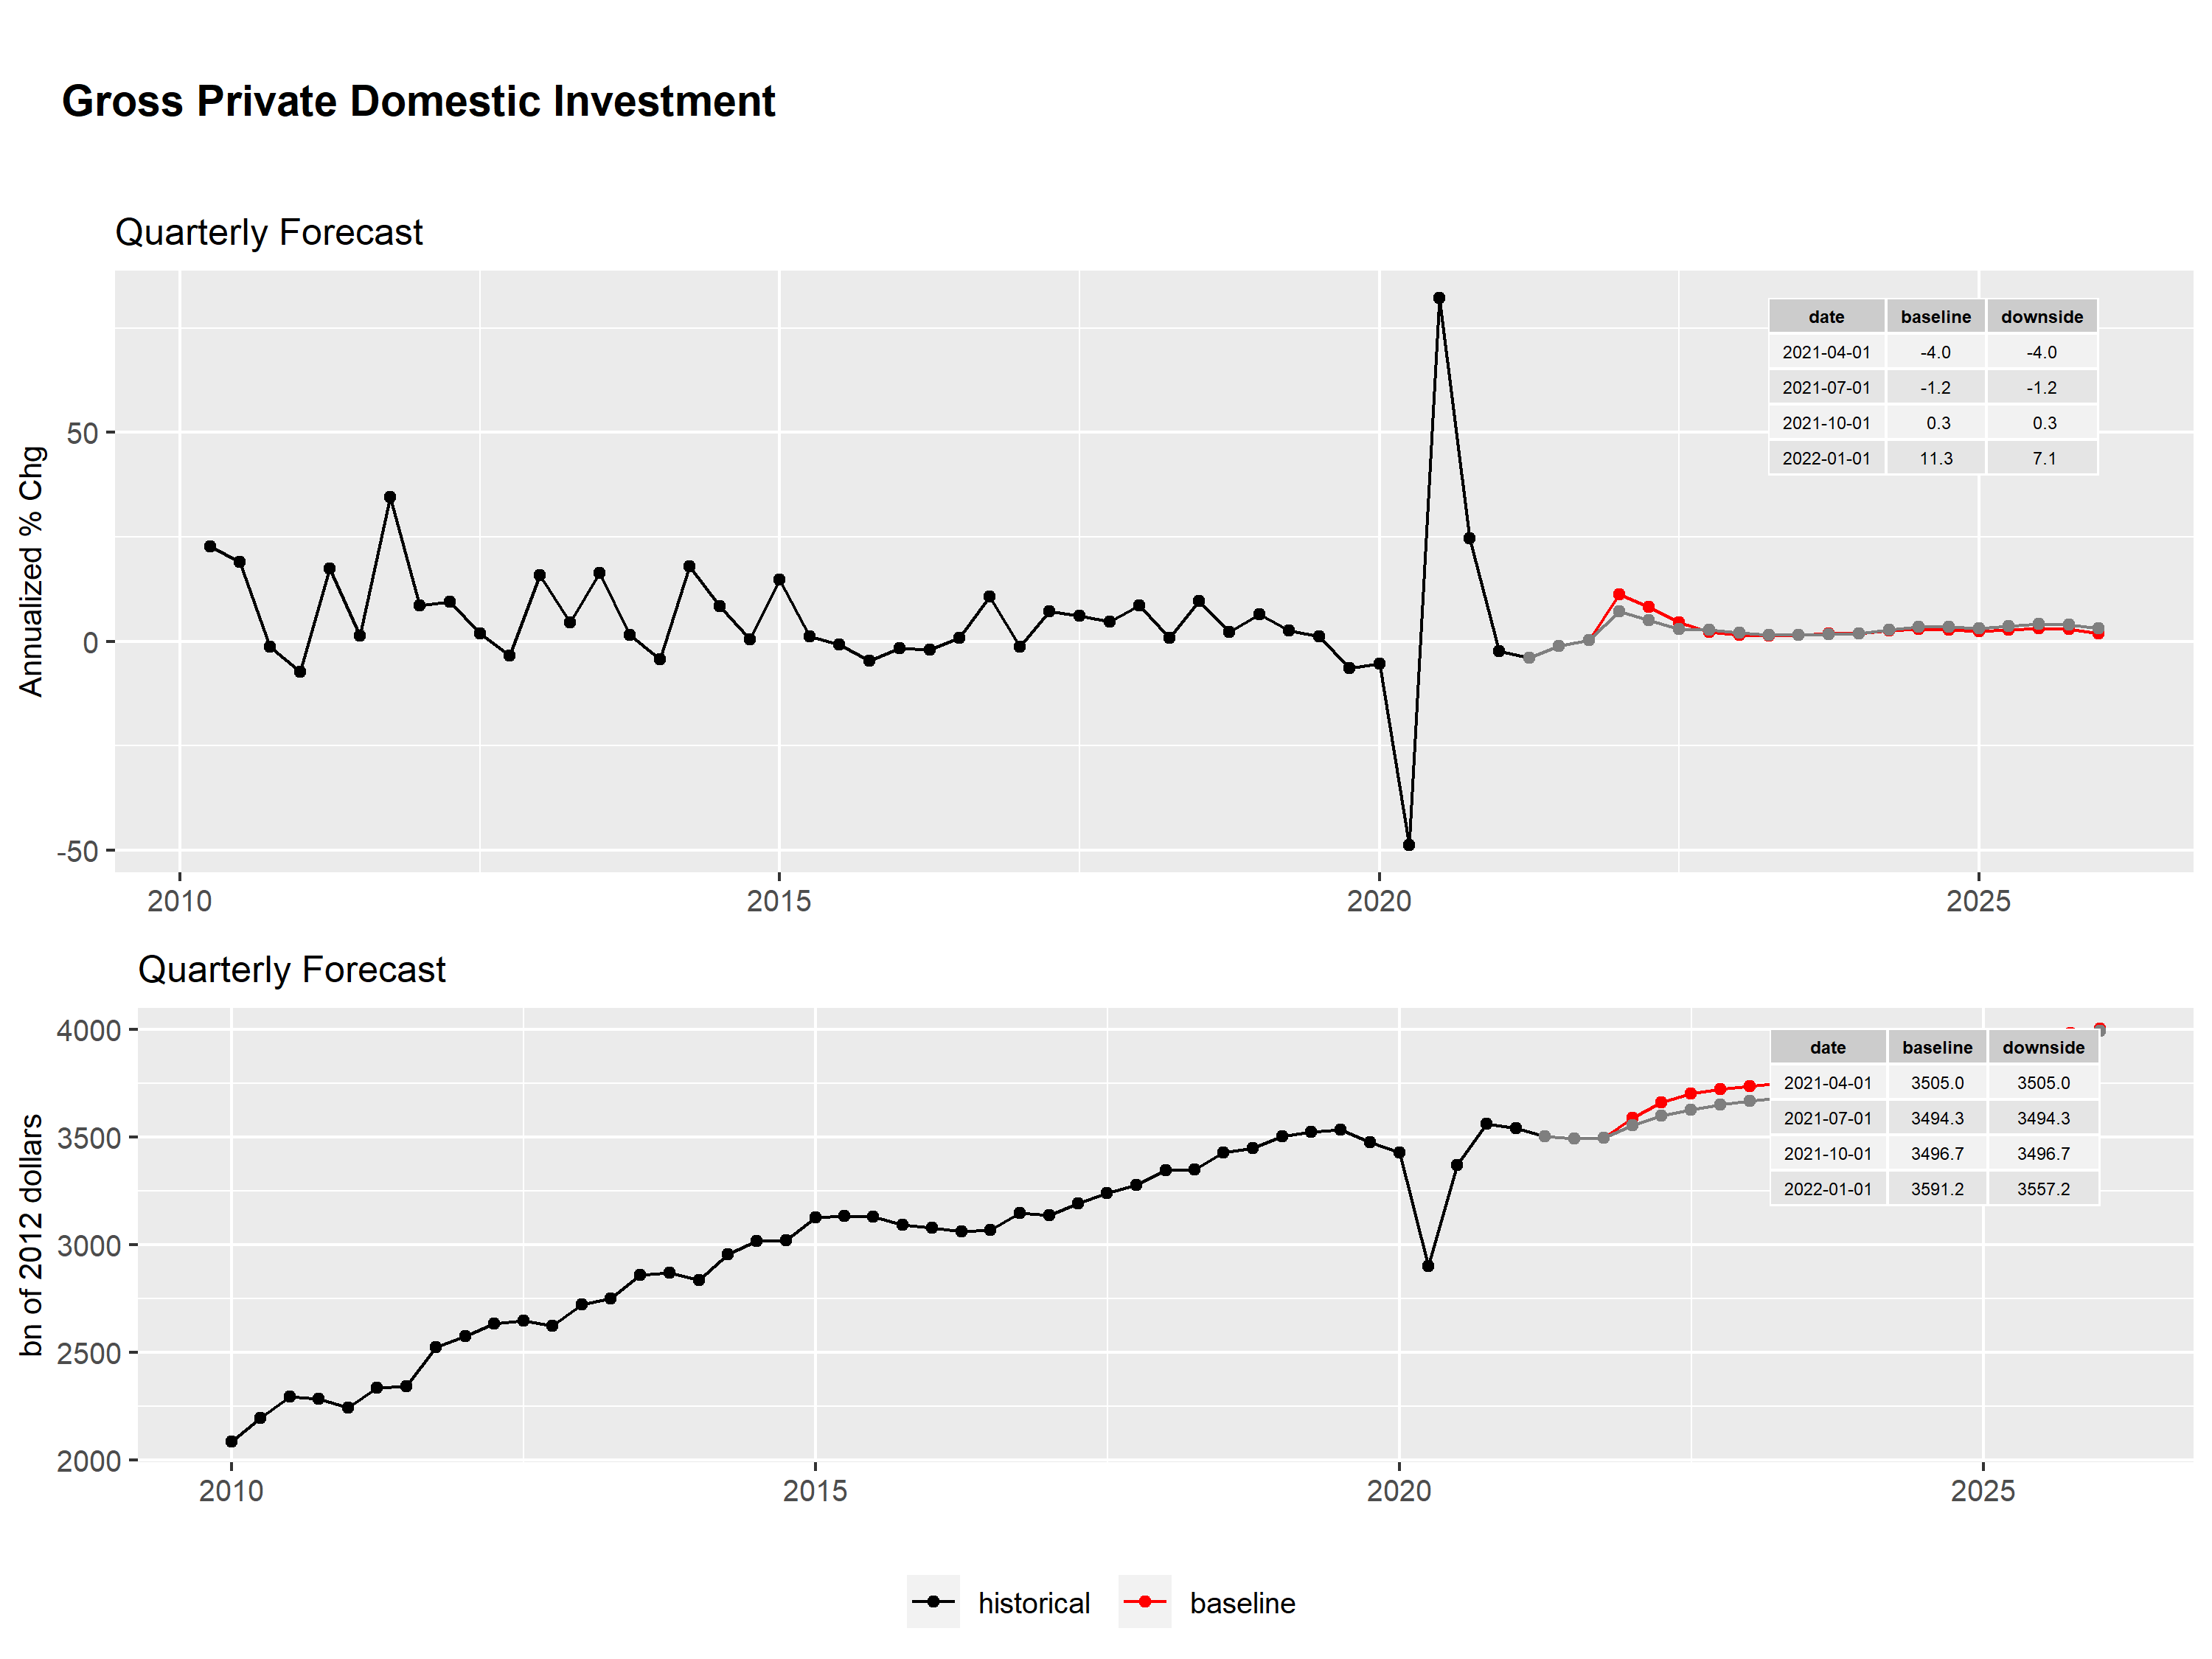 Gross Private Domestic Investment
Quarterly Forecast
Annualized % Chg
50
0
-50
date baseline downside
2021-04-01 -4.0 -4.0
2021-07-01 -1.2 -1.2
2021-10-01 0.3 0.3
2022-01-01 11.3 7.1
2010 2015 2020 2025
Quarterly Forecast
bn of 2012 dollars
4000
3500
3000
2500
2000
date baseline downside
2021-04-01 3505.0 3505.0
2021-07-01 3494.3 3494.3
2021-10-01 3496.7 3496.7
2022-01-01 3591.2 3557.2
2010 2015 2020 2025
historical baseline